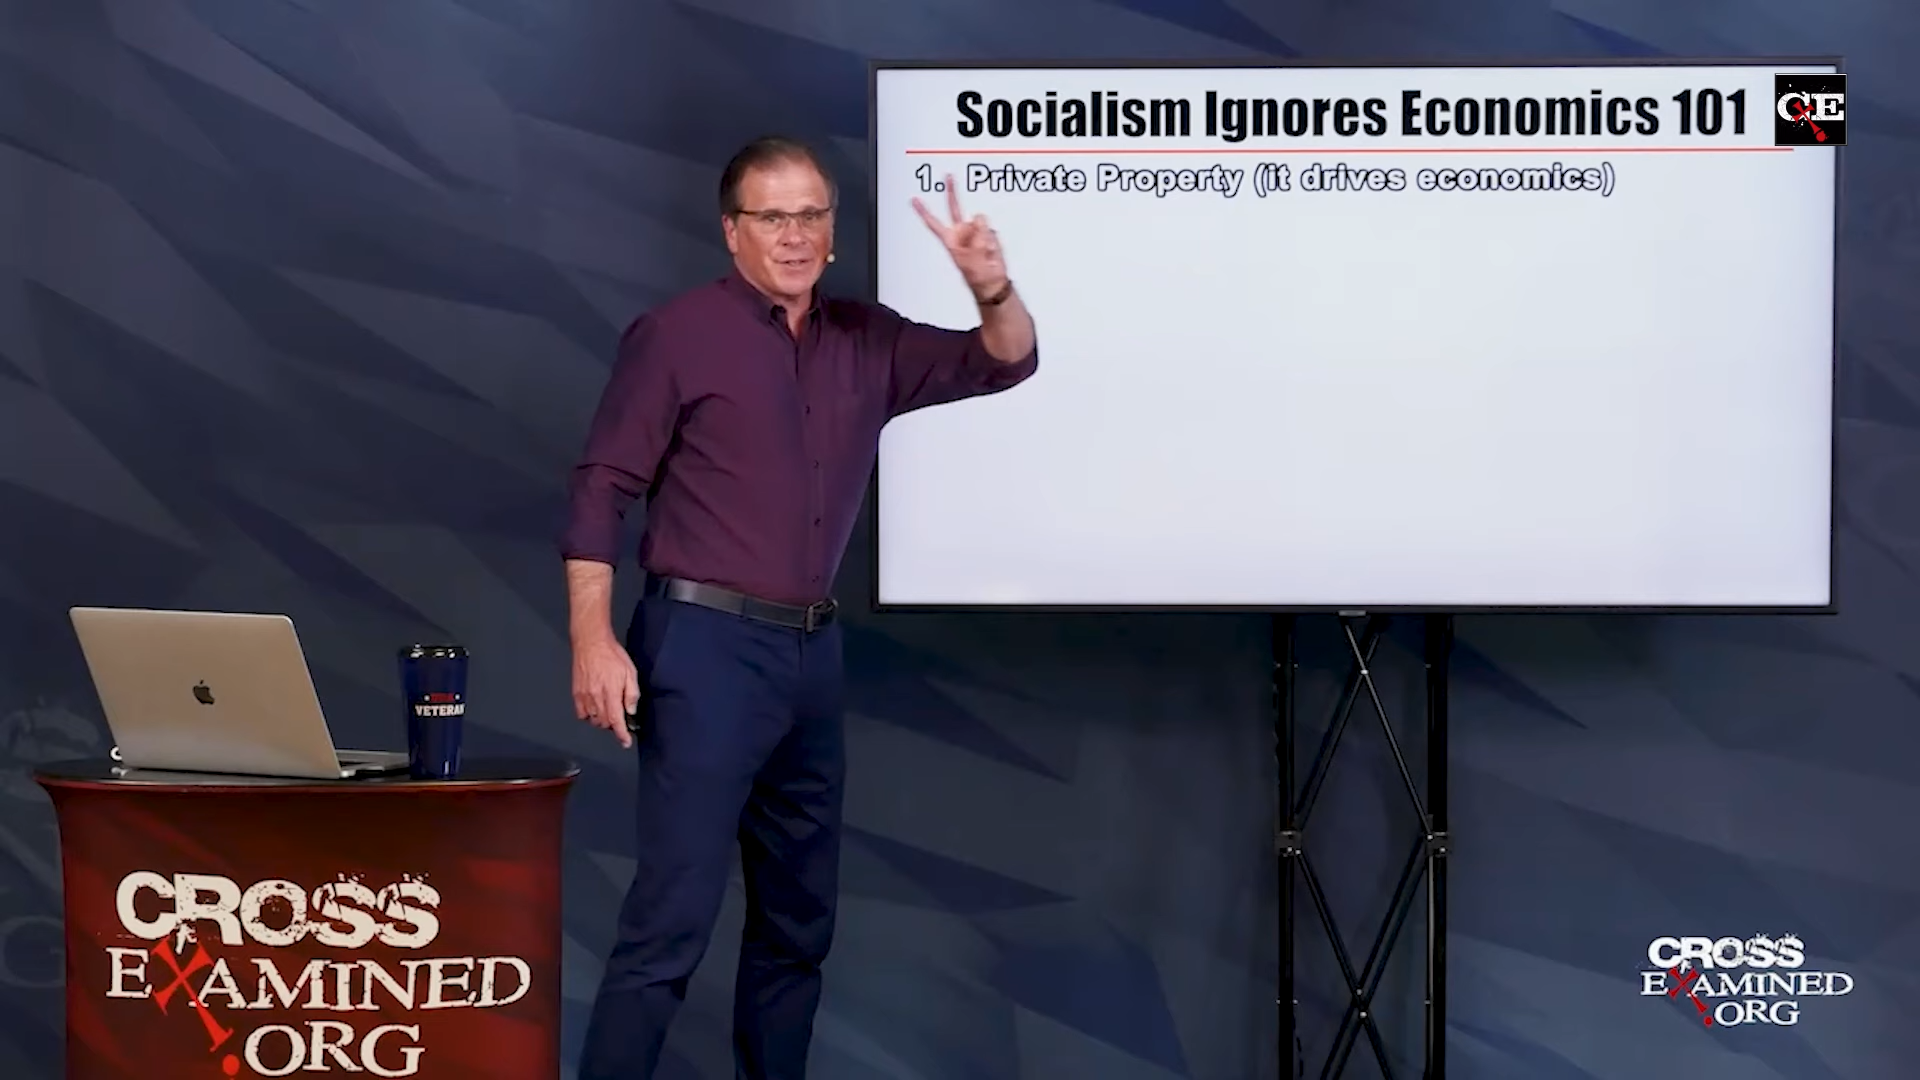 Socialism Ignores Economics 101
CE
1. Private Property (it drives economics)
VETERAN
CROSS
EXAMINED
.ORG
CROSS
EXAMINED
.ORG